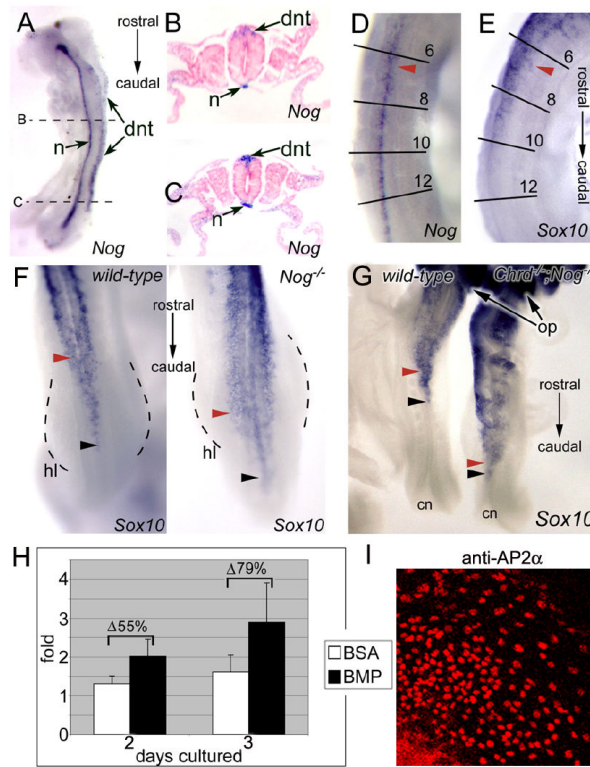 A
rostral
caudal
dnt
B
n
C
Nog
B
dnt
n
Nog
C
dnt
n
Nog
D
6
8
10
12
Nog
E
6
8
10
12
rostral
caudal
Sox10
F
wild-type
Nog-/-
rostral
caudal
hl
hl
Sox10
Sox10
G
wild-type
Chrd-/-;Nog-/
op
rostral
caudal
cn
cn
Sox10
H
4
3
2
1
0
fold
Δ55%
Δ79%
2
3
days cultured
BSA
BMP
I
anti-AP2α